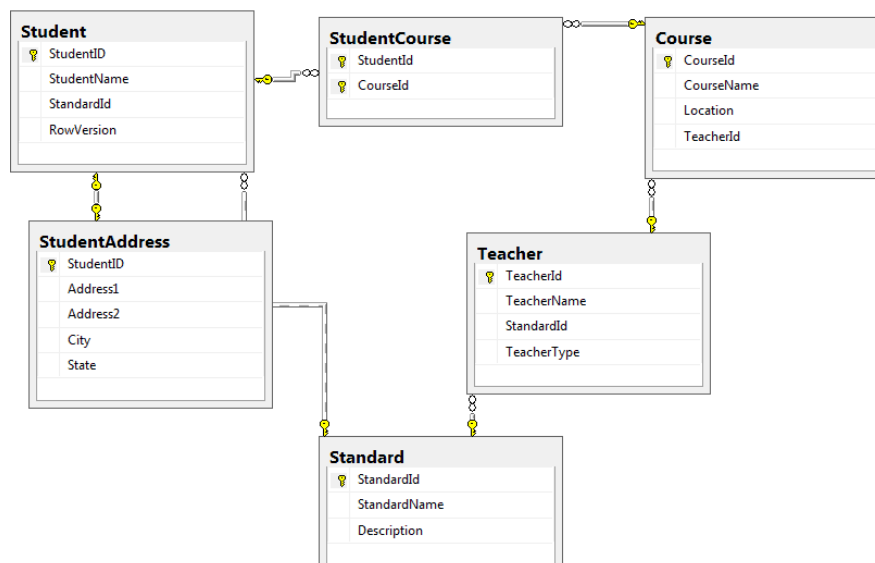 Student
StudentID
StudentName
StandardId
RowVersion
StudentCourse
StudentId
CourseId
Course
CourseId
CourseName
Location
TeacherId
StudentAddress
StudentID
Address1
Address2
City
State
Teacher
TeacherId
TeacherName
StandardId
TeacherType
Standard
StandardId
StandardName
Description